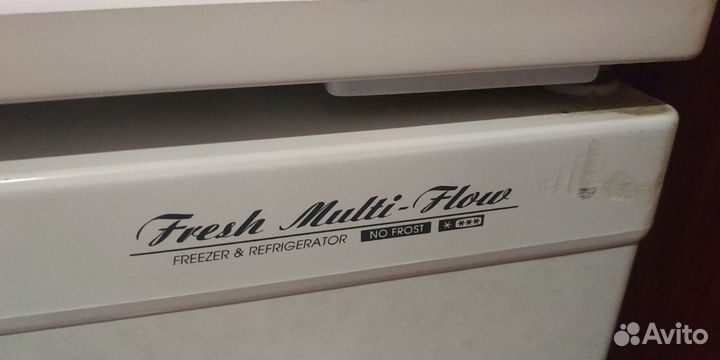 Fresh Multi-Flow
FREEZER & REFRIGERATOR NO FROST
Avito